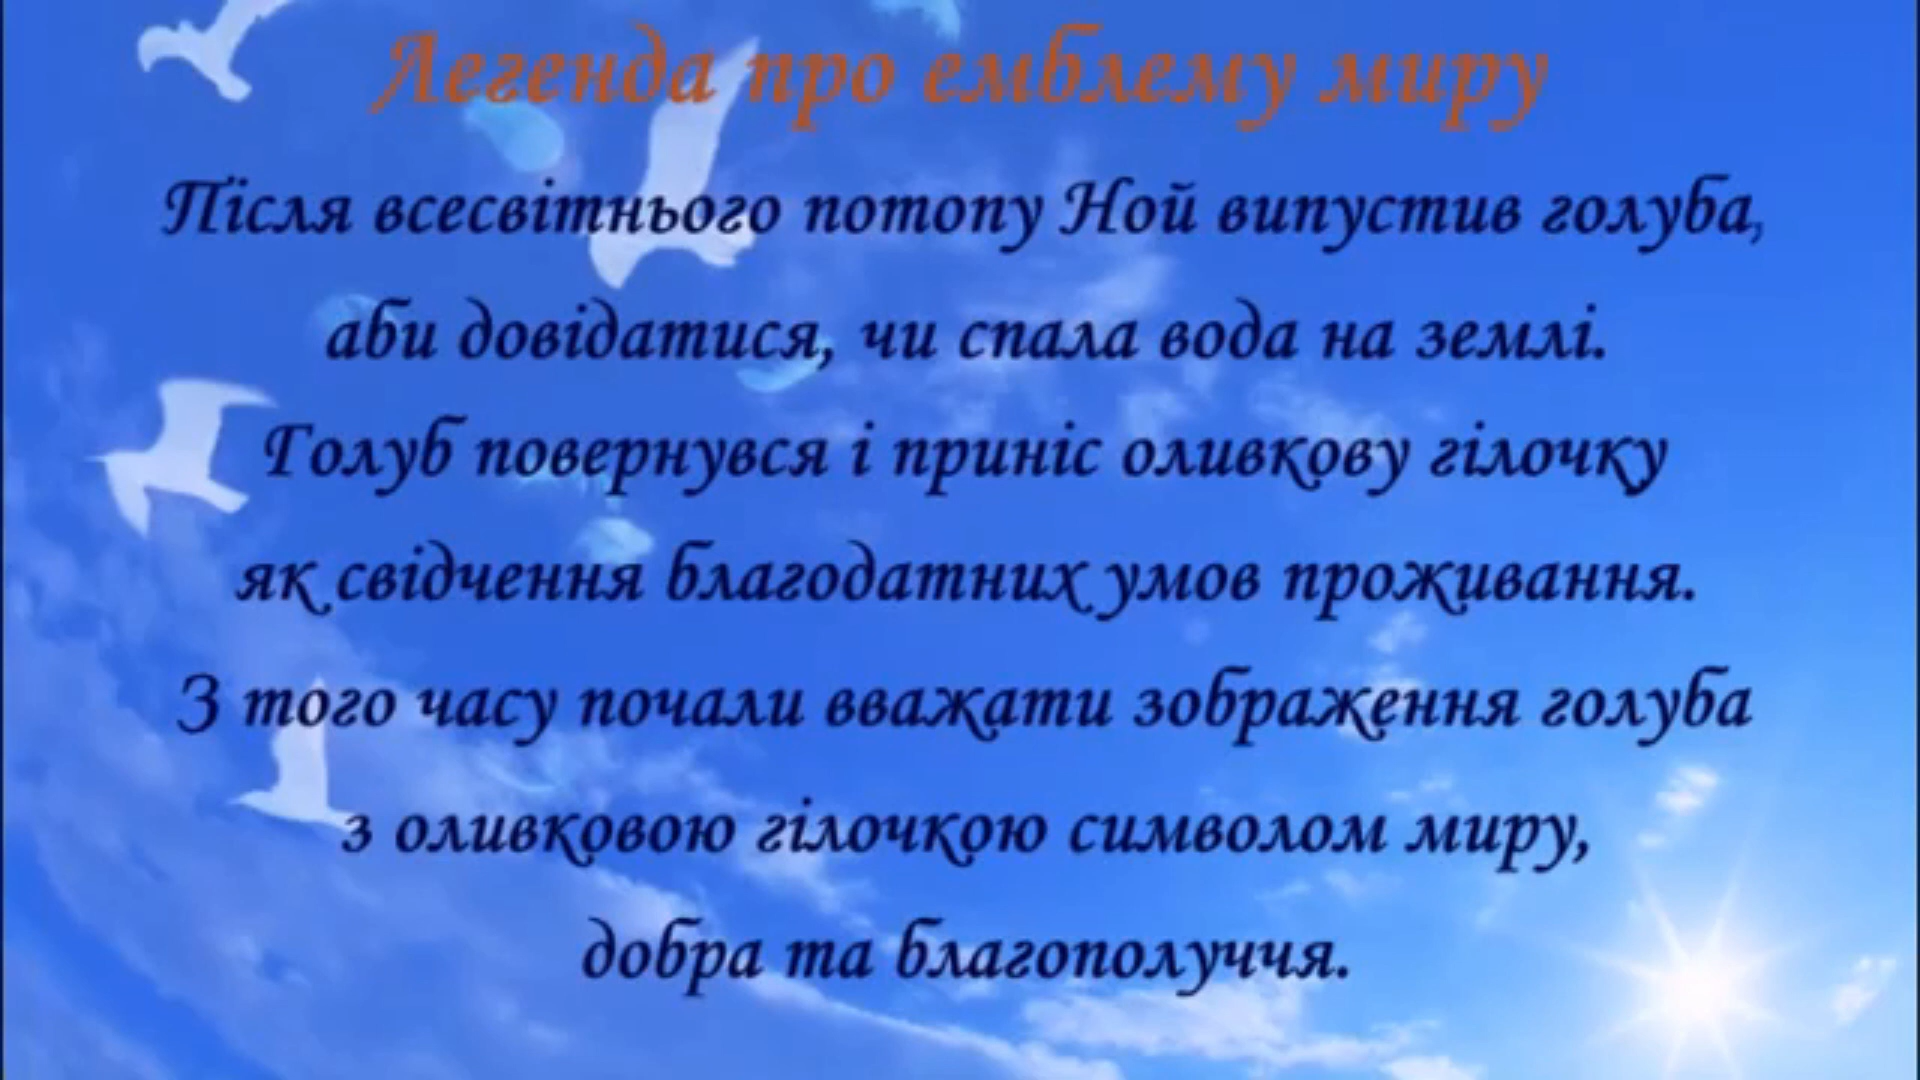 Легенда про емблему миру
Після всесвітнього потопу Ной випустив голуба,
аби довідатися, чи спала вода на землі.
Голуб повернувся і приніс оливкову гілочку
як свідчення благодатних умов проживання.
З того часу почали вважати зображення голуба
з оливковою гілочкою символом миру,
добра та благополуччя.